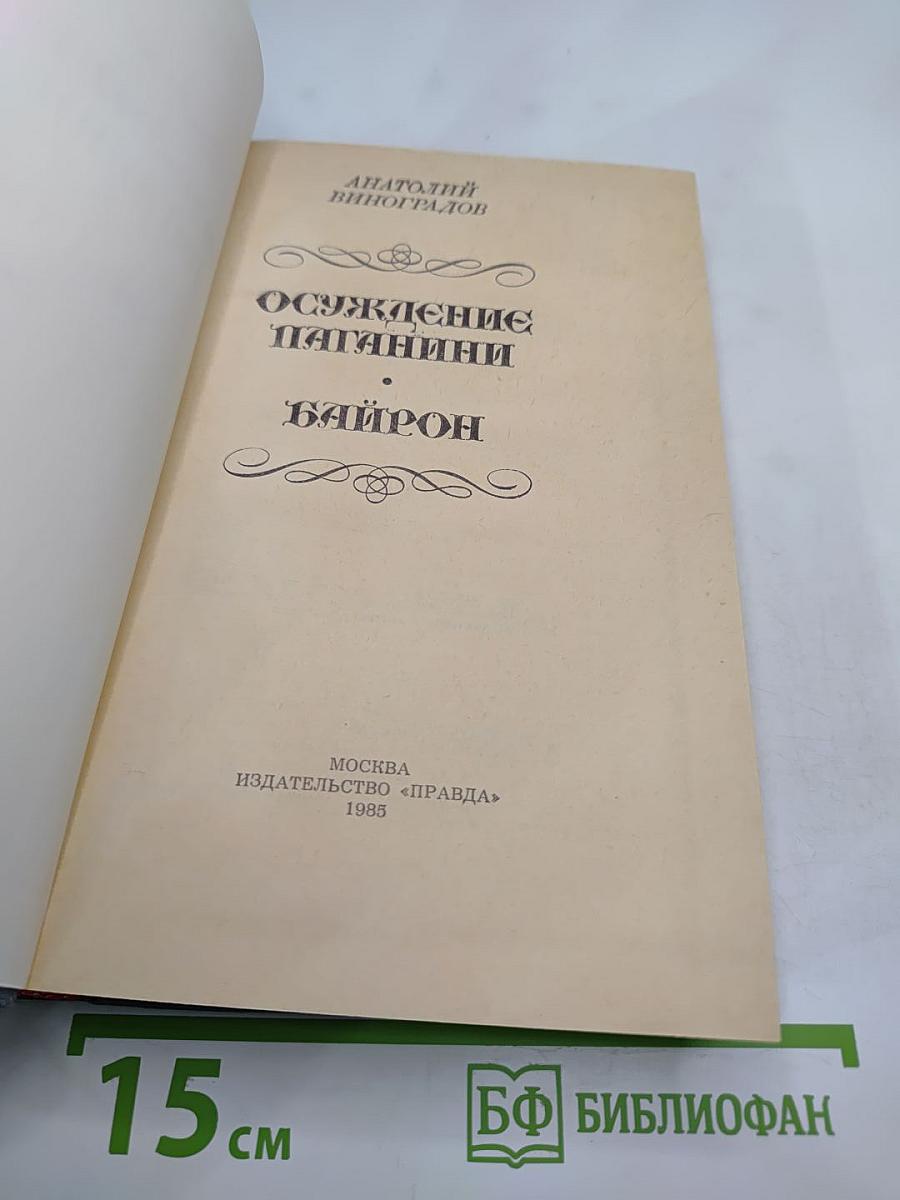 АНАТОЛИЙ
ВИНОГРАДОВ
ОСУЖДЕНИЕ
ПАГАНИНИ
•
БАЙРОН
МОСКВА
ИЗДАТЕЛЬСТВО «ПРАВДА»
1985
15 см
БФ БИБЛИОФАН